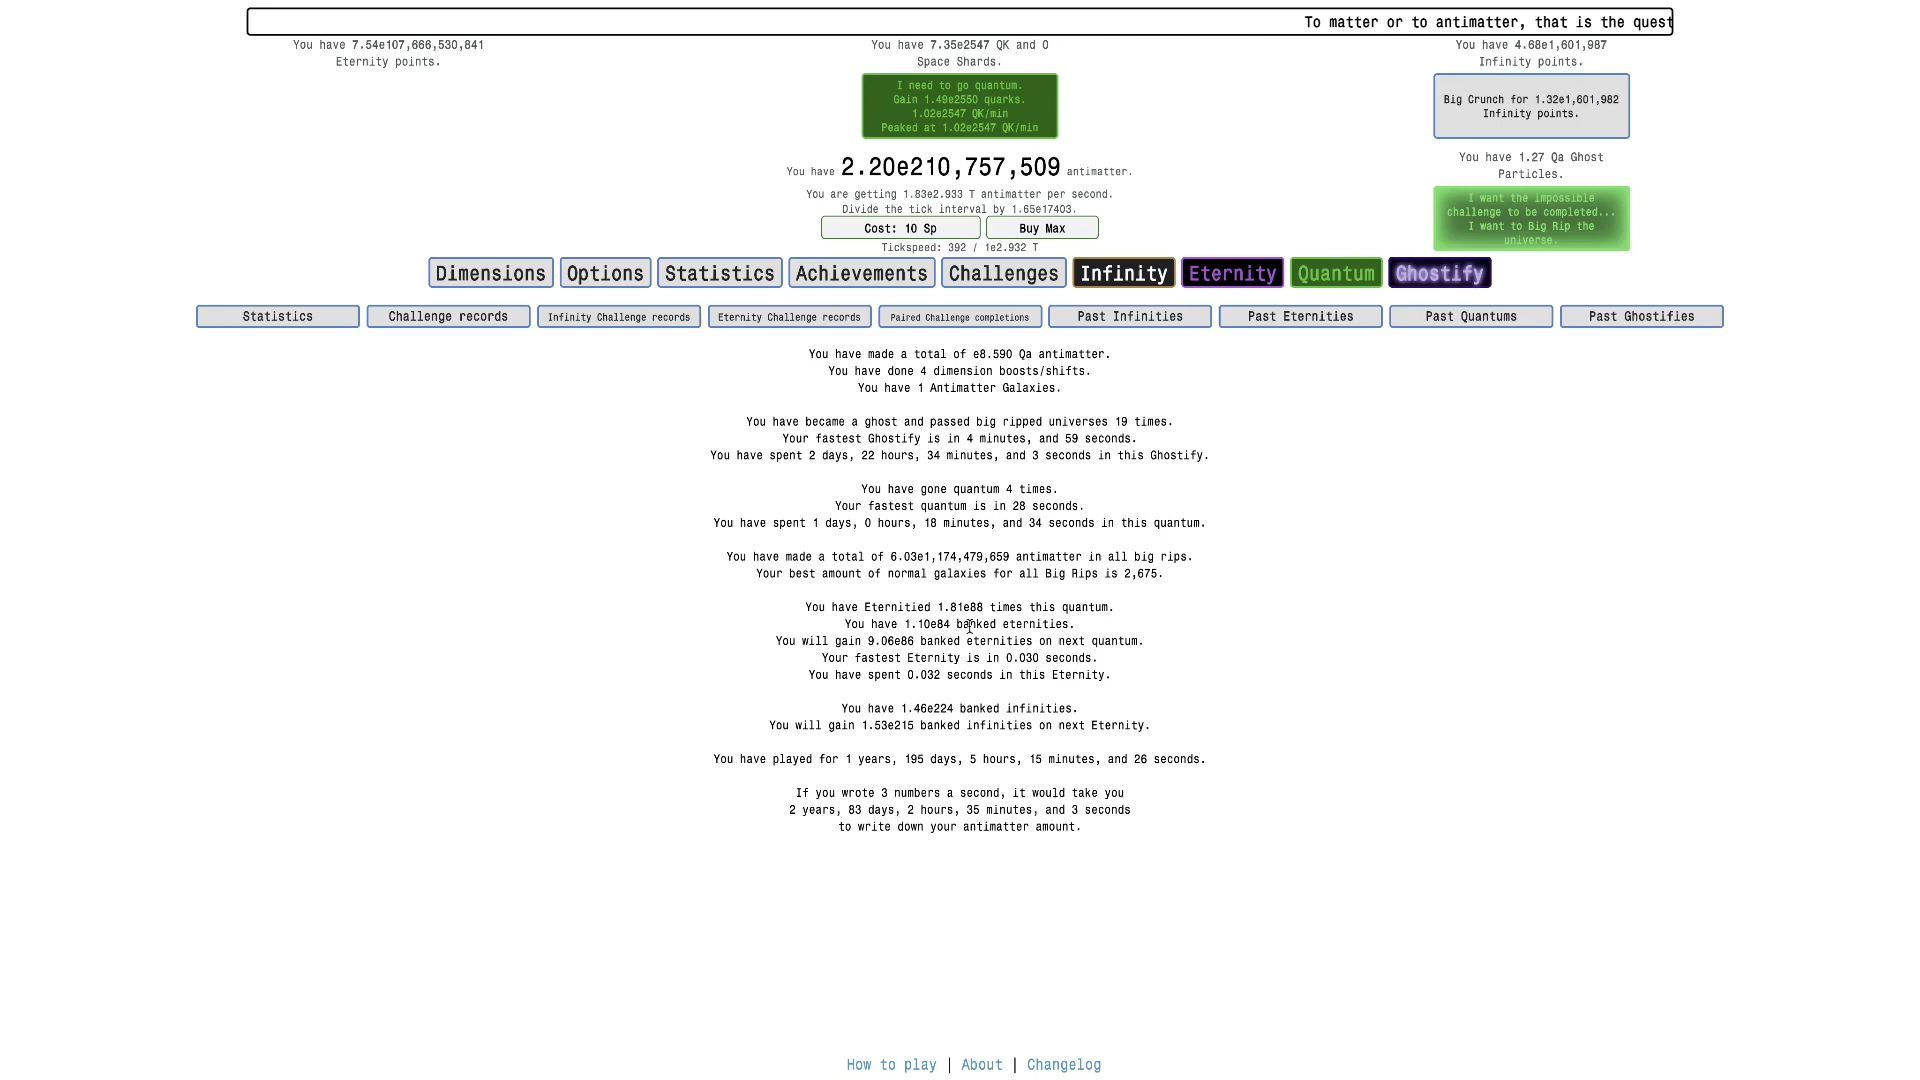 To matter or to antimatter, that is the quest
You have 7.54e107,666,530,841
Eternity points.
You have 7.35e2547 QK and 0
Space Shards.
You have 4.68e1,601,987
Infinity points.
I need to go quantum.
Gain 1.49e2550 quarks.
1.02e2547 QK/min
Peaked at 1.02e2547 QK/min
Big Crunch for 1.32e1,601,982
Infinity points.
You have 2.20e210,757,509 antimatter.
You have 1.27 Qa Ghost
Particles.
You are getting 1.83e2.933 T antimatter per second.
Divide the tick interval by 1.65e17403.
Cost: 10 Sp
Buy Max
Tickspeed: 392 / 1e2.932 T
I want the impossible
challenge to be completed...
I want to Big Rip the
universe.
Dimensions
Options
Statistics
Achievements
Challenges
Infinity
Eternity
Quantum
Ghostify
Statistics
Challenge records
Infinity Challenge records
Eternity Challenge records
Paired Challenge completions
Past Infinities
Past Eternities
Past Quantums
Past Ghostifies
You have made a total of e8.590 Qa antimatter.
You have done 4 dimension boosts/shifts.
You have 1 Antimatter Galaxies.
You have became a ghost and passed big ripped universes 19 times.
Your fastest Ghostify is in 4 minutes, and 59 seconds.
You have spent 2 days, 22 hours, 34 minutes, and 3 seconds in this Ghostify.
You have gone quantum 4 times.
Your fastest quantum is in 28 seconds.
You have spent 1 days, 0 hours, 18 minutes, and 34 seconds in this quantum.
You have made a total of 6.03e1,174,479,659 antimatter in all big rips.
Your best amount of normal galaxies for all Big Rips is 2,675.
You have Eternitied 1.81e88 times this quantum.
You have 1.10e84 banked eternities.
You will gain 9.06e86 banked eternities on next quantum.
Your fastest Eternity is in 0.030 seconds.
You have spent 0.032 seconds in this Eternity.
You have 1.46e224 banked infinities.
You will gain 1.53e215 banked infinities on next Eternity.
You have played for 1 years, 195 days, 5 hours, 15 minutes, and 26 seconds.
If you wrote 3 numbers a second, it would take you
2 years, 83 days, 2 hours, 35 minutes, and 3 seconds
to write down your antimatter amount.
How to play | About | Changelog